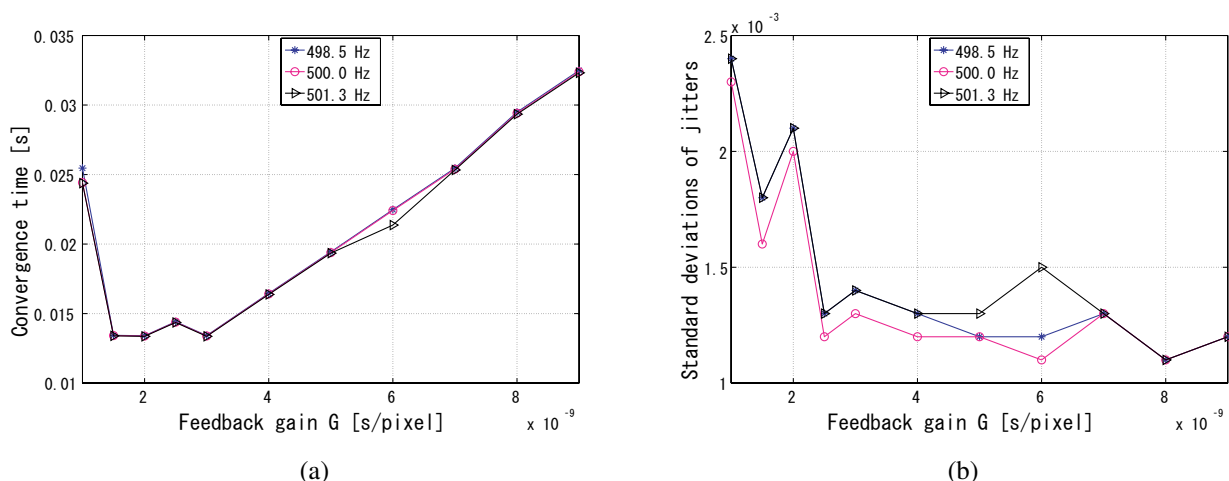 0.035
0.03
0.025
0.02
0.015
0.01
Convergence time [s]
498.5 Hz
500.0 Hz
501.3 Hz
2 4 6 8
Feedback gain G [s/pixel]
x 10^-9
(a)
x 10^-3
2.5
2
1.5
1
Standard deviations of jitters
498.5 Hz
500.0 Hz
501.3 Hz
2 4 6 8
Feedback gain G [s/pixel]
x 10^-9
(b)